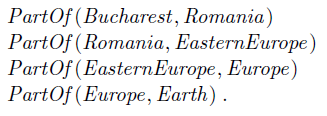 PartOf(Bucharest, Romania)
PartOf(Romania, EasternEurope)
PartOf(EasternEurope, Europe)
PartOf(Europe, Earth) .